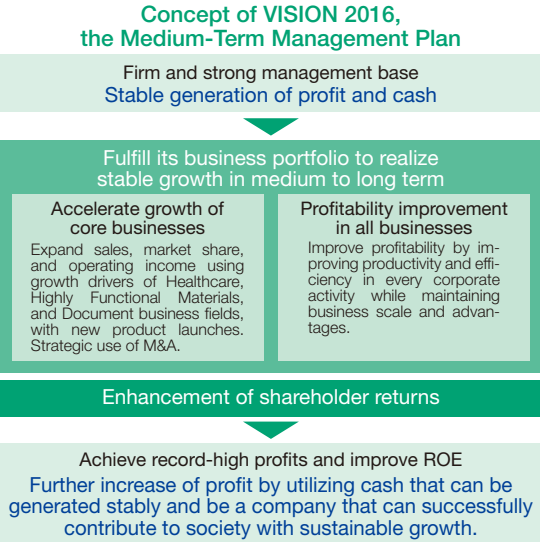 Concept of VISION 2016,
the Medium-Term Management Plan
Firm and strong management base
Stable generation of profit and cash
Fulfill its business portfolio to realize
stable growth in medium to long term
Accelerate growth of
core businesses
Expand sales, market share,
and operating income using
growth drivers of Healthcare,
Highly Functional Materials,
and Document business fields,
with new product launches.
Strategic use of M&A.
Profitability improvement
in all businesses
Improve profitability by im-
proving productivity and effi-
ciency in every corporate
activity while maintaining
business scale and advan-
tages.
Enhancement of shareholder returns
Achieve record-high profits and improve ROE
Further increase of profit by utilizing cash that can be
generated stably and be a company that can successfully
contribute to society with sustainable growth.